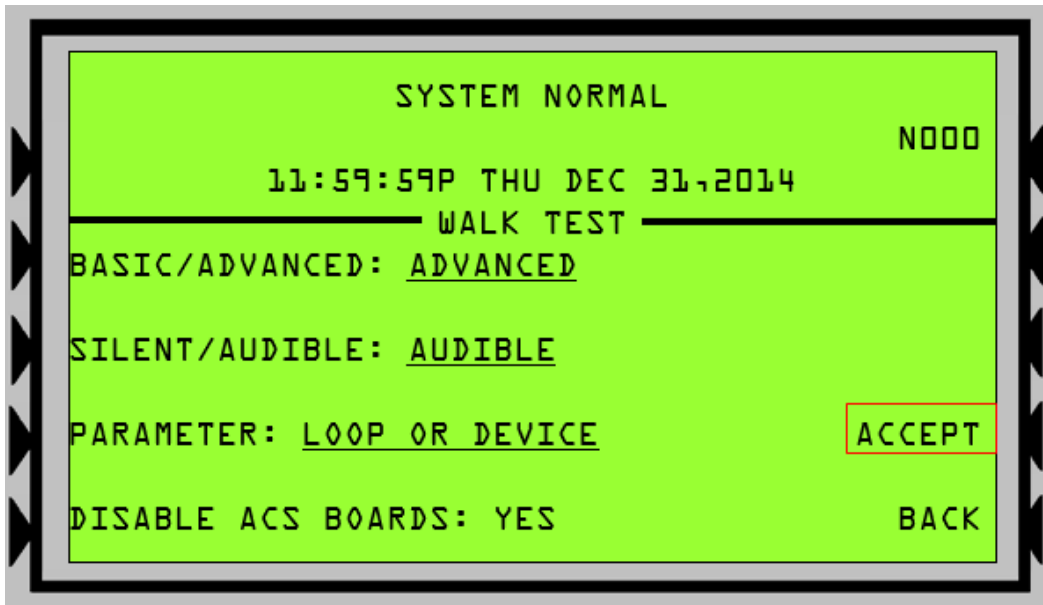 SYSTEM NORMAL
N000
11:59:59P THU DEC 31,2014
WALK TEST
BASIC/ADVANCED: ADVANCED
SILENT/AUDIBLE: AUDIBLE
PARAMETER: LOOP OR DEVICE ACCEPT
DISABLE ACS BOARDS: YES BACK